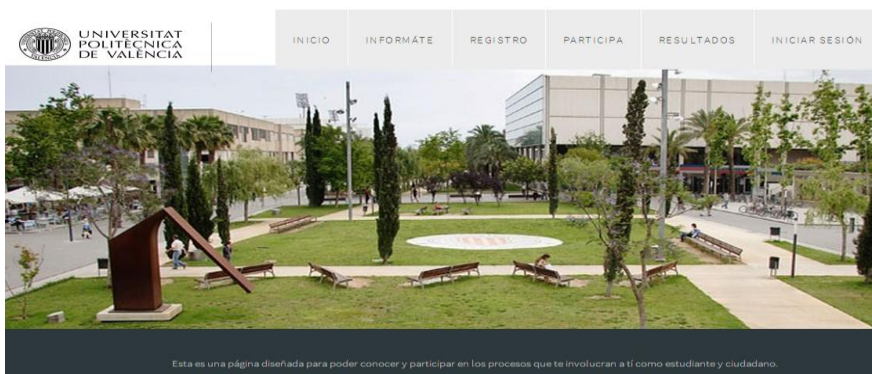 UNIVERSITAT
POLITÈCNICA
DE VALÈNCIA
INICIO INFORMÁTE REGISTRO PARTICIPA RESULTADOS INICIAR SESIÓN
Esta es una página diseñada para poder conocer y participar en los procesos que te involucran a tí como estudiante y ciudadano.